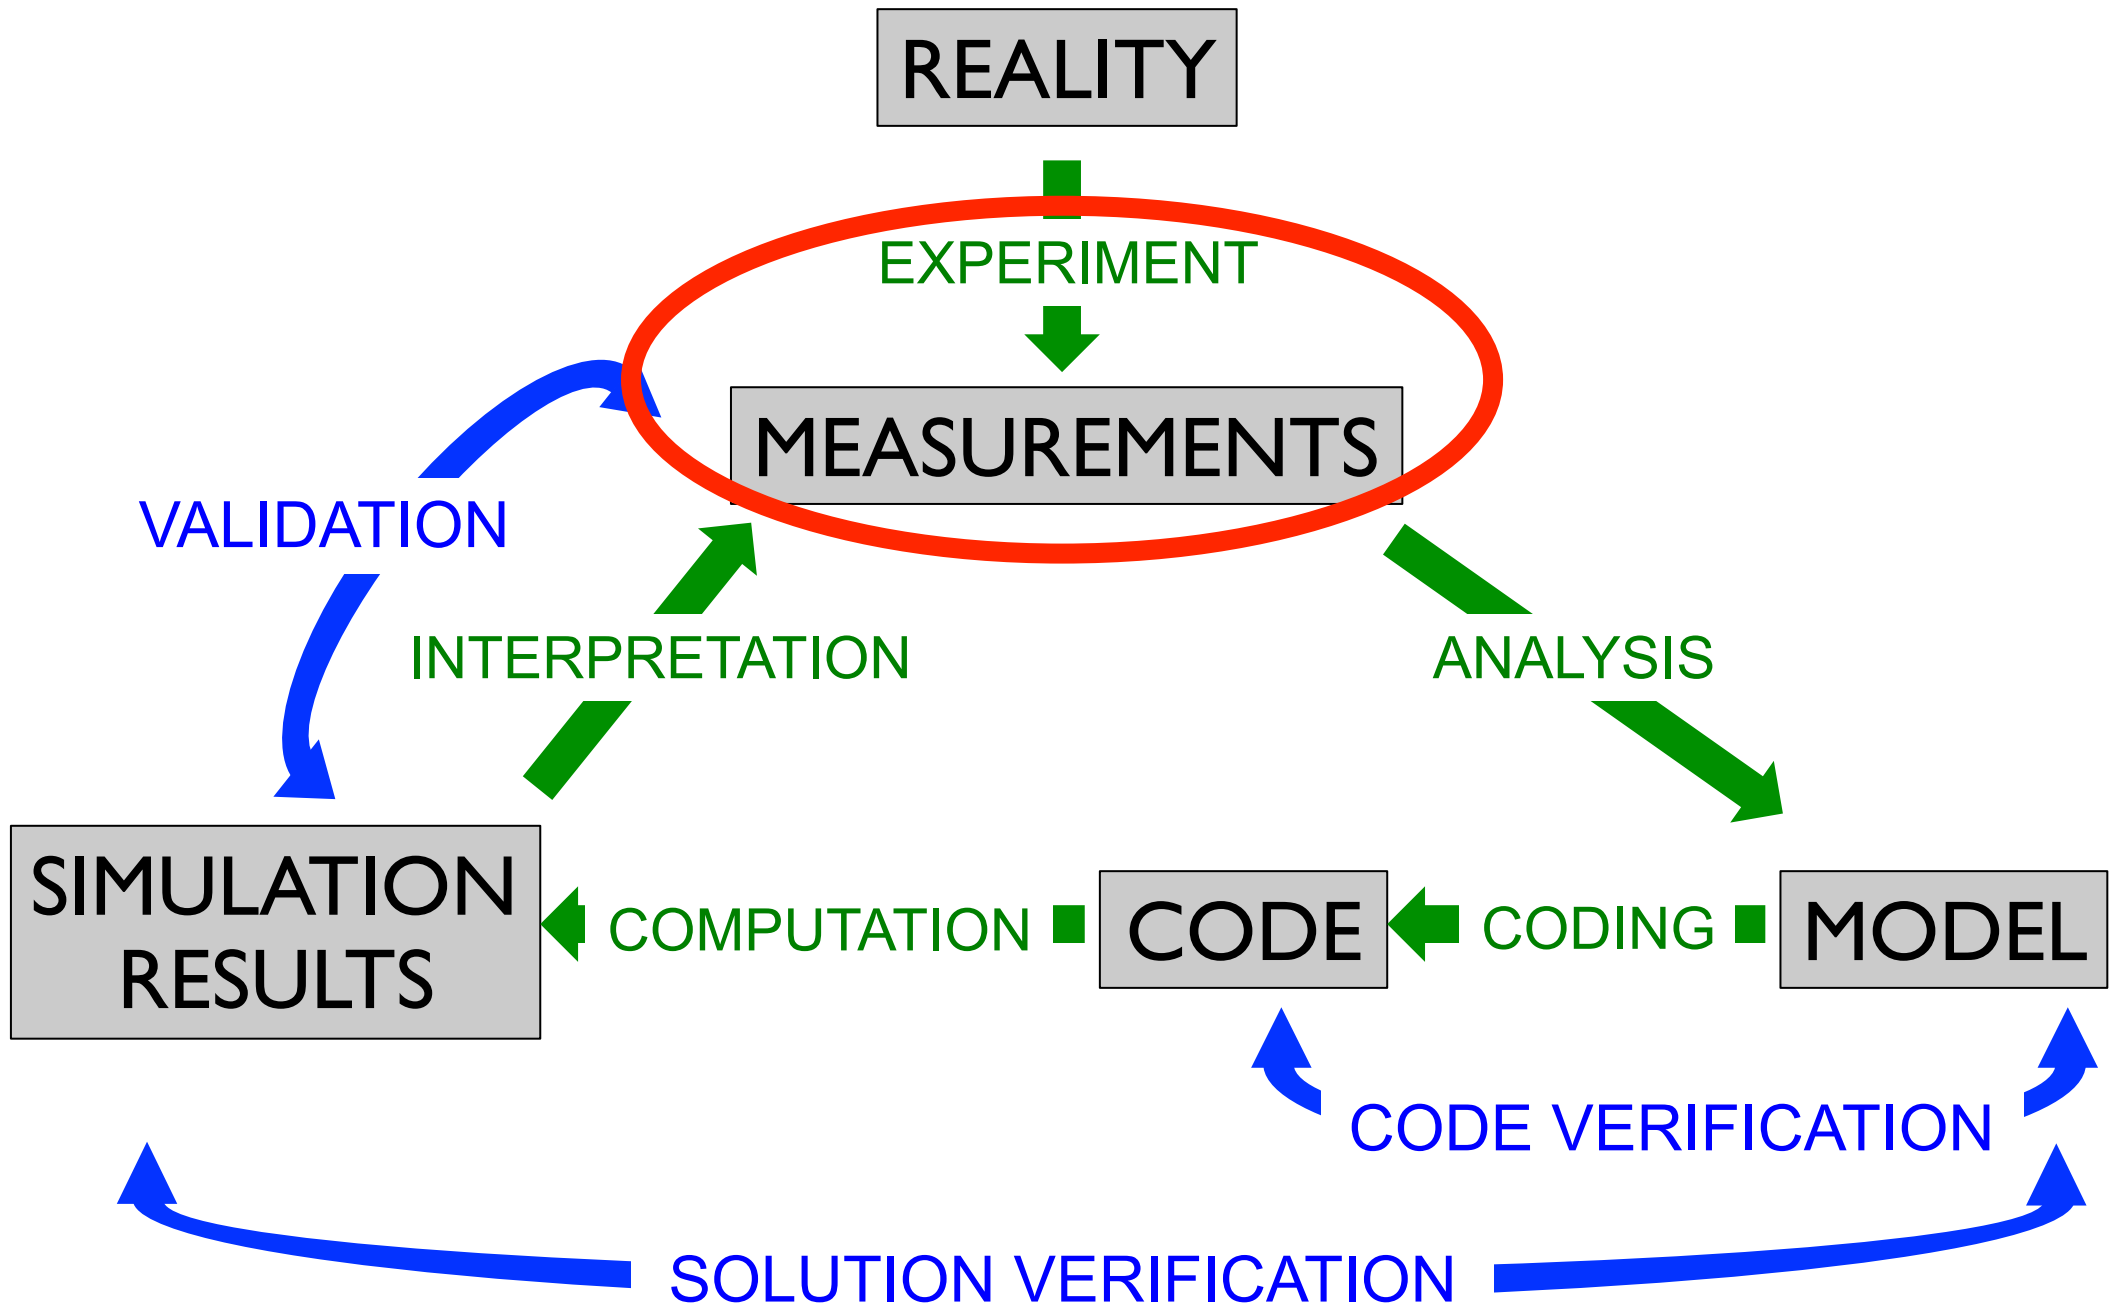 REALITY
EXPERIMENT
MEASUREMENTS
VALIDATION
INTERPRETATION
ANALYSIS
SIMULATION
RESULTS
COMPUTATION
CODE
CODING
MODEL
CODE VERIFICATION
SOLUTION VERIFICATION